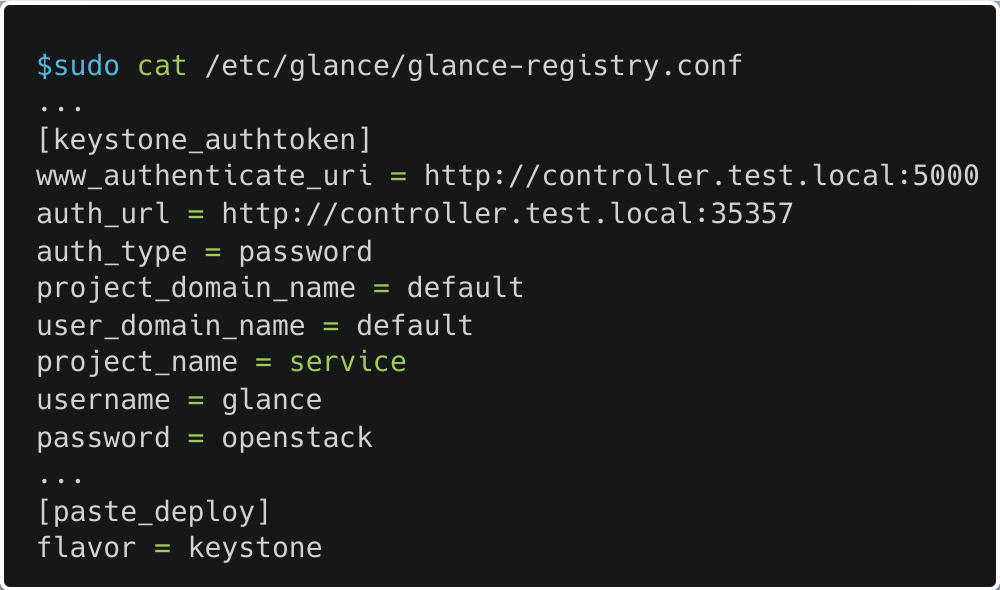 $sudo cat /etc/glance/glance-registry.conf
...
[keystone_authtoken]
www_authenticate_uri = http://controller.test.local:5000
auth_url = http://controller.test.local:35357
auth_type = password
project_domain_name = default
user_domain_name = default
project_name = service
username = glance
password = openstack
...
[paste_deploy]
flavor = keystone